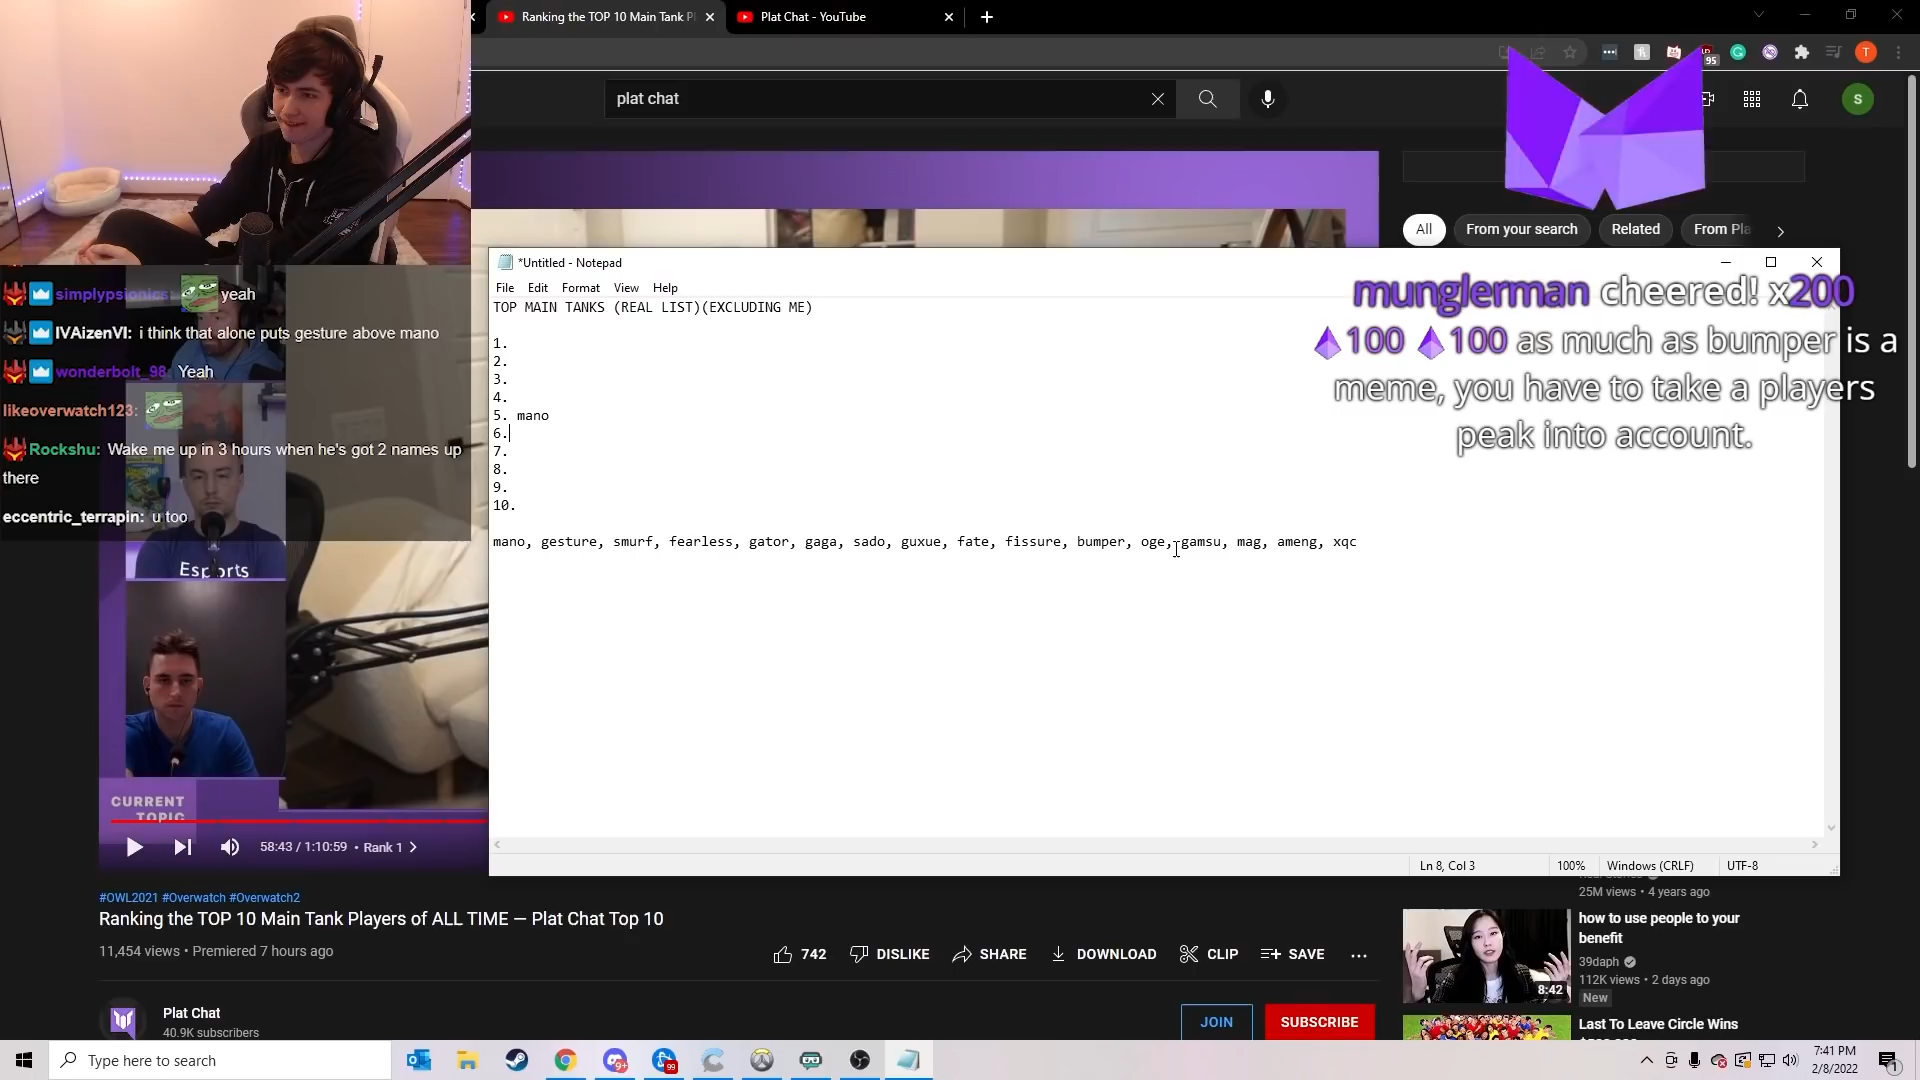 Ranking the TOP 10 Main Tank P
Plat Chat - YouTube
T
95
plat chat
S
All
From your search
Related
From Pla
*Untitled - Notepad
File Edit Format View Help
TOP MAIN TANKS (REAL LIST)(EXCLUDING ME)
1.
2.
3.
4.
5. mano
6.
7.
8.
9.
10.
mano, gesture, smurf, fearless, gator, gaga, sado, guxue, fate, fissure, bumper, oge, gamsu, mag, ameng, xqc
Ln 8, Col 3
100%
Windows (CRLF)
UTF-8
munglerman cheered! x200
100 100 as much as bumper is a
meme, you have to take a players
peak into account.
simplypsionics: yeah
IVAizenVI: i think that alone puts gesture above mano
wonderbolt_98: Yeah
likeoverwatch123:
Rockshu: Wake me up in 3 hours when he's got 2 names up
there
eccentric_terrapin: u too
Esports
CURRENT
TOPIC
58:43 / 1:10:59 • Rank 1
#OWL2021 #Overwatch #Overwatch2
Ranking the TOP 10 Main Tank Players of ALL TIME — Plat Chat Top 10
11,454 views • Premiered 7 hours ago
742
DISLIKE
SHARE
DOWNLOAD
CLIP
SAVE
Plat Chat
40.9K subscribers
JOIN
SUBSCRIBE
25M views • 4 years ago
how to use people to your
benefit
39daph
112K views • 2 days ago
New
8:42
Last To Leave Circle Wins
Type here to search
9+
99
7:41 PM
2/8/2022
1